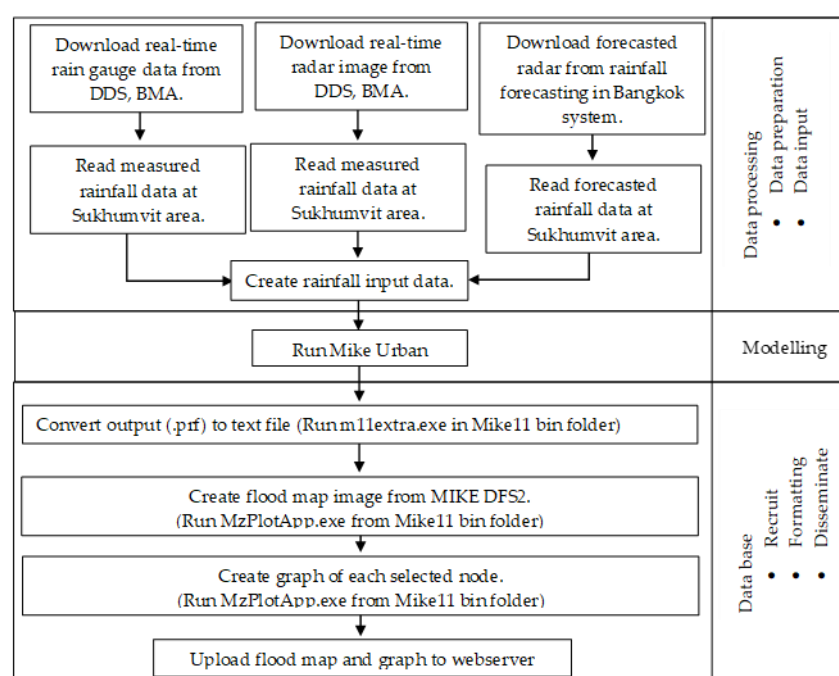 Download real-time
rain gauge data from
DDS, BMA.
Download real-time
radar image from
DDS, BMA.
Download forecasted
radar from rainfall
forecasting in Bangkok
system.
Read measured
rainfall data at
Sukhumvit area.
Read measured
rainfall data at
Sukhumvit area.
Read forecasted
rainfall data at
Sukhumvit area.
Create rainfall input data.
Data processing
• Data preparation
• Data input
Run Mike Urban
Modelling
Convert output (.prf) to text file (Run m11extra.exe in Mike11 bin folder)
Create flood map image from MIKE DFS2.
(Run MzPlotApp.exe from Mike11 bin folder)
Create graph of each selected node.
(Run MzPlotApp.exe from Mike11 bin folder)
Upload flood map and graph to webserver
Data base
• Recruit
• Formatting
• Disseminate